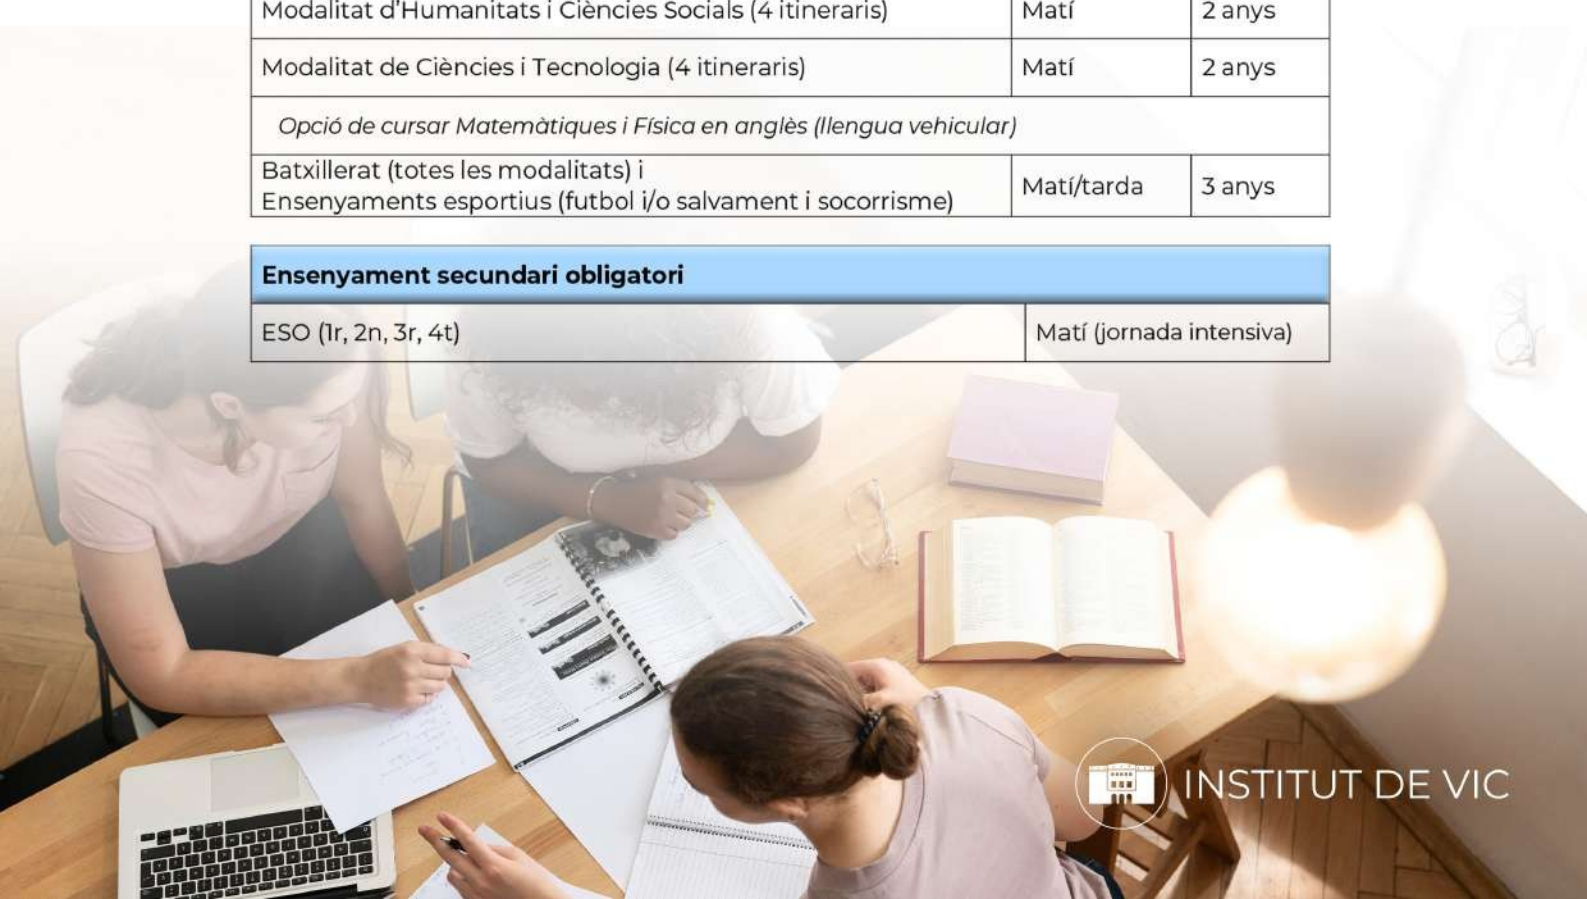 Modalitat d'Humanitats i Ciències Socials (4 itineraris) Matí 2 anys
Modalitat de Ciències i Tecnologia (4 itineraris) Matí 2 anys
Opció de cursar Matemàtiques i Física en anglès (llengua vehicular)
Batxillerat (totes les modalitats) i
Ensenyaments esportius (futbol i/o salvament i socorrisme) Matí/tarda 3 anys
Ensenyament secundari obligatori
ESO (1r, 2n, 3r, 4t) Matí (jornada intensiva)
INSTITUT DE VIC